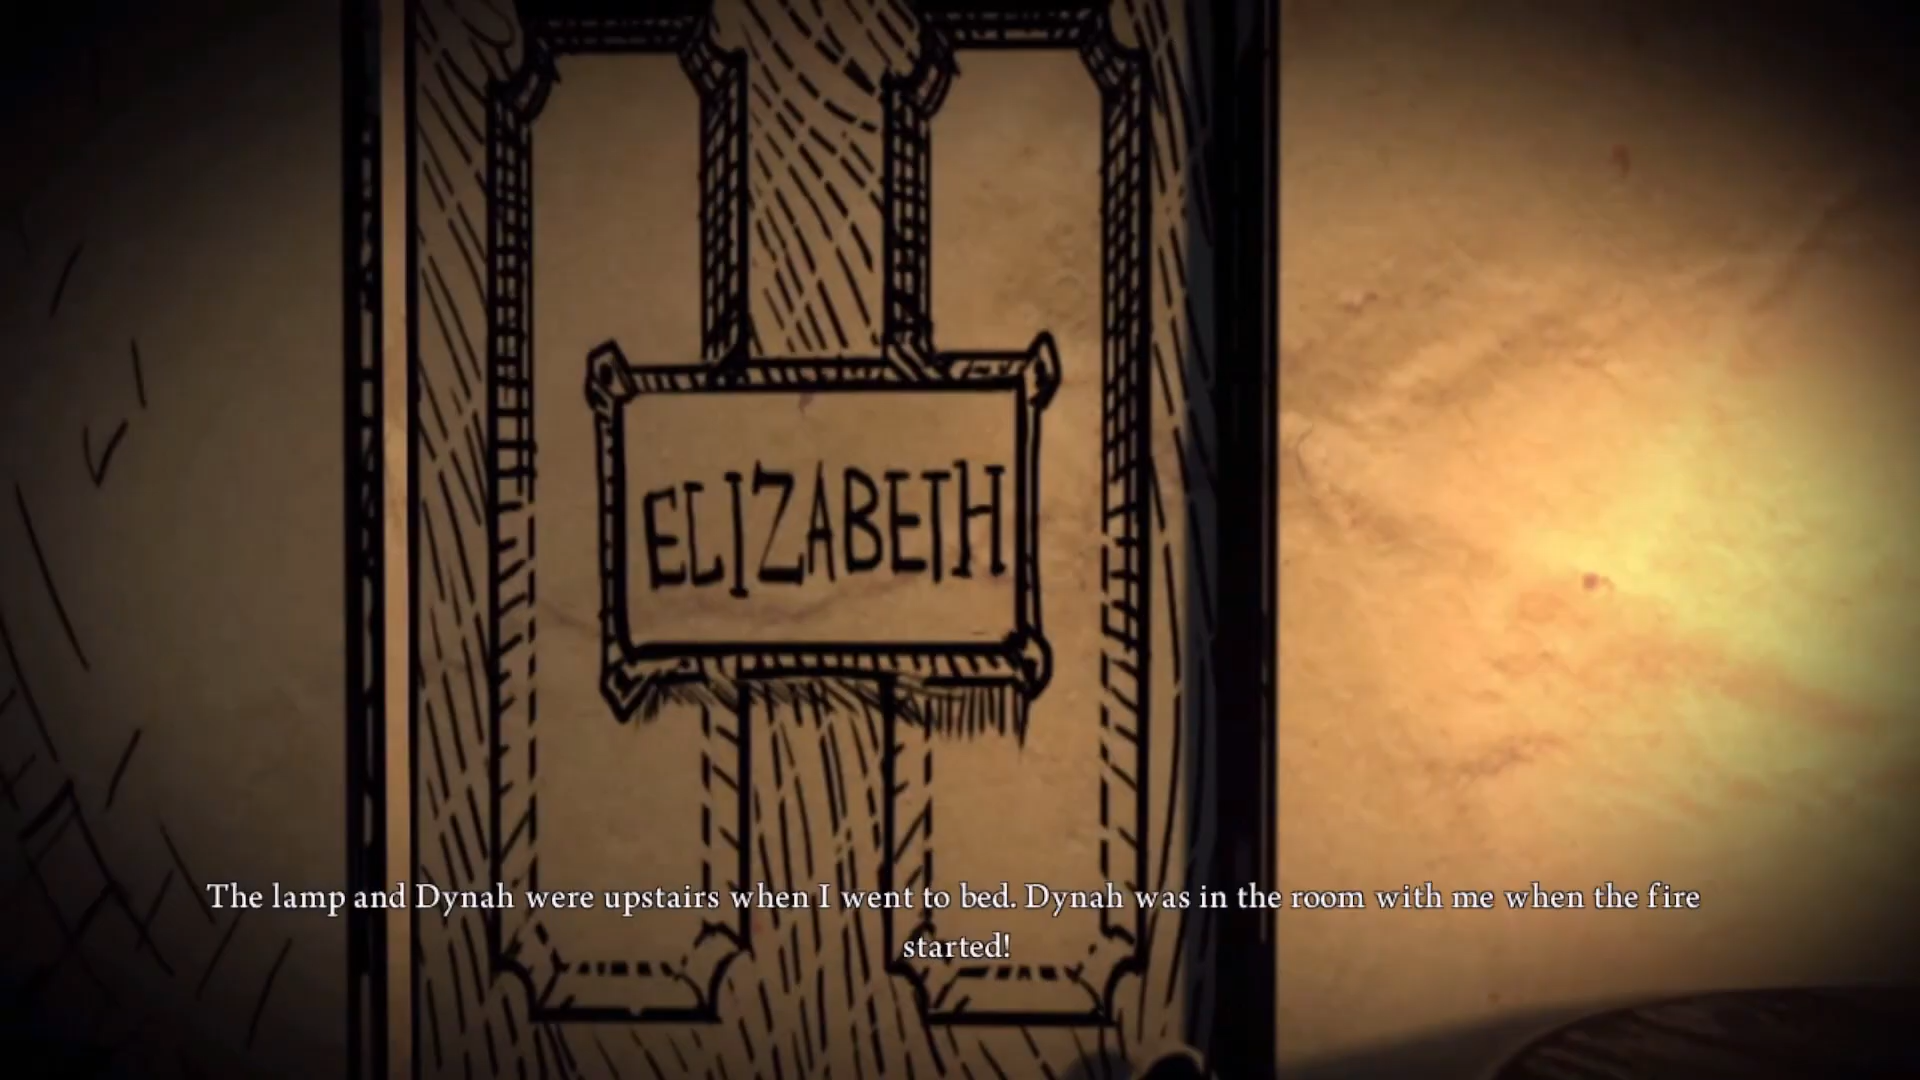 ELIZABETH
The lamp and Dynah were upstairs when I went to bed. Dynah was in the room with me when the fire
started!